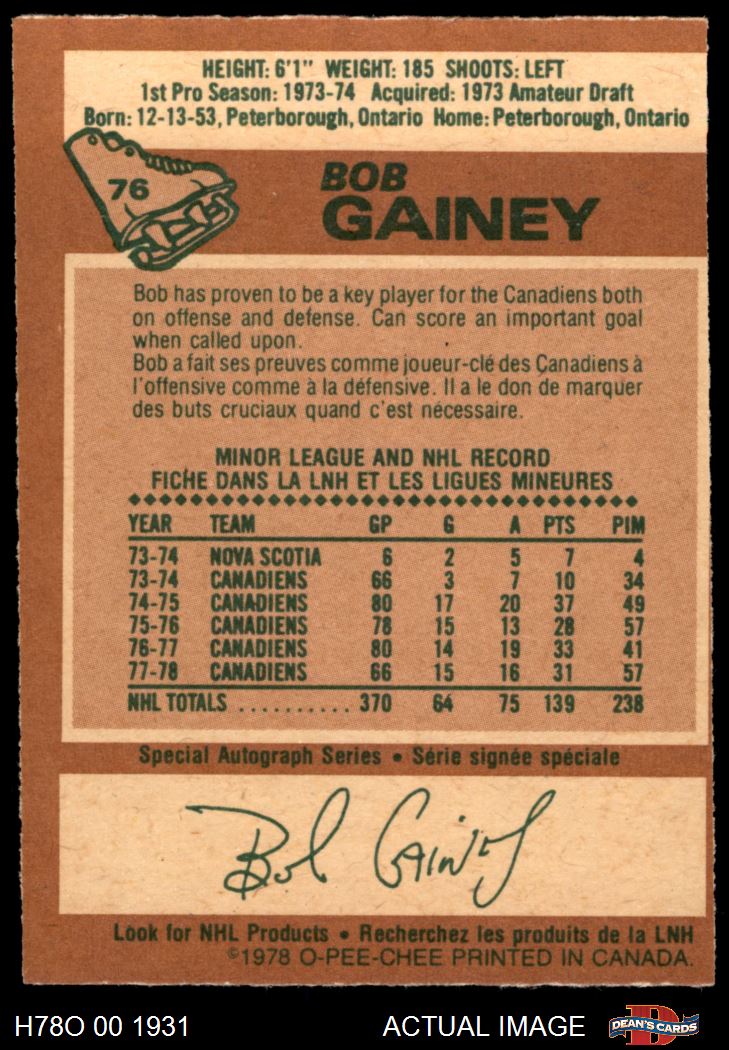 HEIGHT: 6'1" WEIGHT: 185 SHOOTS: LEFT
1st Pro Season: 1973-74 Acquired: 1973 Amateur Draft
Born: 12-13-53, Peterborough, Ontario Home: Peterborough, Ontario
76
BOB
GAINEY
Bob has proven to be a key player for the Canadiens both
on offense and defense. Can score an important goal
when called upon.
Bob a fait ses preuves comme joueur-clé des Canadiens à
l'offensive comme à la défensive. Il a le don de marquer
des buts cruciaux quand c'est nécessaire.
MINOR LEAGUE AND NHL RECORD
FICHE DANS LA LNH ET LES LIGUES MINEURES
YEAR TEAM GP G A PTS PIM
73-74 NOVA SCOTIA 6 2 5 7 4
73-74 CANADIENS 66 3 7 10 34
74-75 CANADIENS 80 17 20 37 49
75-76 CANADIENS 78 15 13 28 57
76-77 CANADIENS 80 14 19 33 41
77-78 CANADIENS 66 15 16 31 57
NHL TOTALS .......... 370 64 75 139 238
Special Autograph Series • Série signée spéciale
Bob Gainey
Look for NHL Products • Recherchez les produits de la LNH
©1978 O-PEE-CHEE PRINTED IN CANADA.
H78O 00 1931 ACTUAL IMAGE DEAN'S CARDS